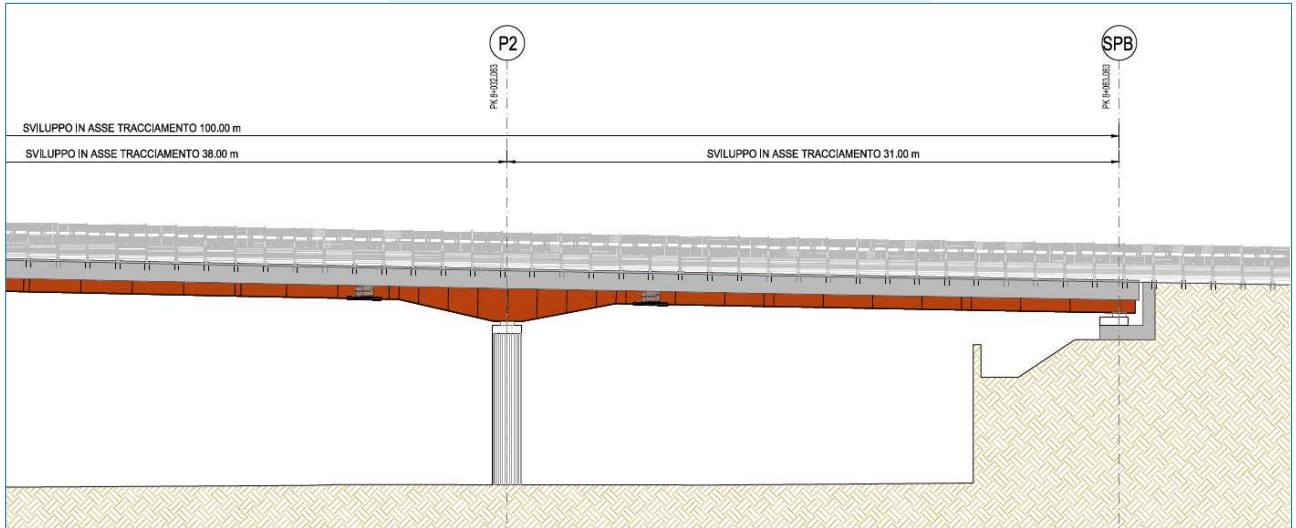 P2
SPB
PK 8+032.063
PK 8+063.063
SVILUPPO IN ASSE TRACCIAMENTO 100.00 m
SVILUPPO IN ASSE TRACCIAMENTO 38.00 m
SVILUPPO IN ASSE TRACCIAMENTO 31.00 m